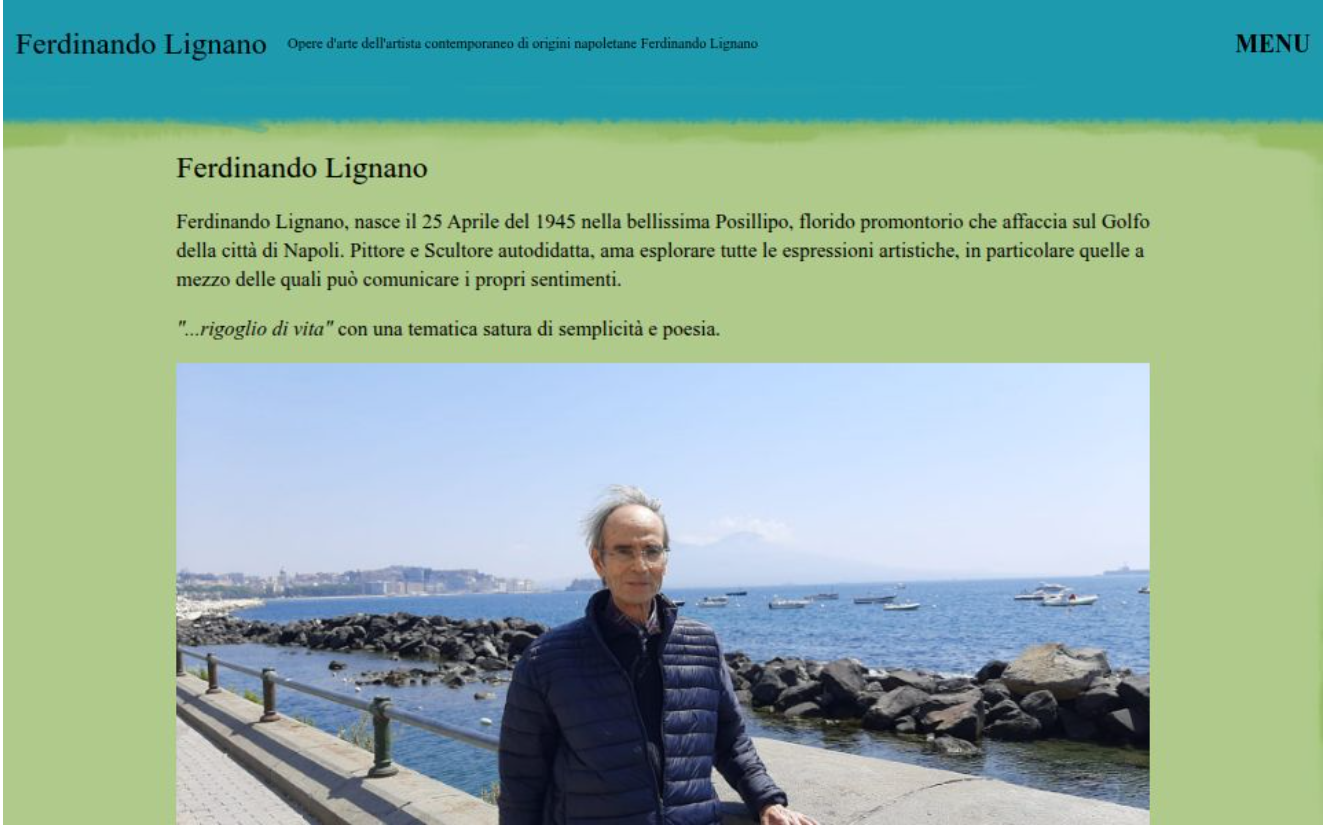 Ferdinando Lignano
Opere d'arte dell'artista contemporaneo di origini napoletane Ferdinando Lignano
MENU
Ferdinando Lignano
Ferdinando Lignano, nasce il 25 Aprile del 1945 nella bellissima Posillipo, florido promontorio che affaccia sul Golfo
della città di Napoli. Pittore e Scultore autodidatta, ama esplorare tutte le espressioni artistiche, in particolare quelle a
mezzo delle quali può comunicare i propri sentimenti.
"...rigoglio di vita" con una tematica satura di semplicità e poesia.